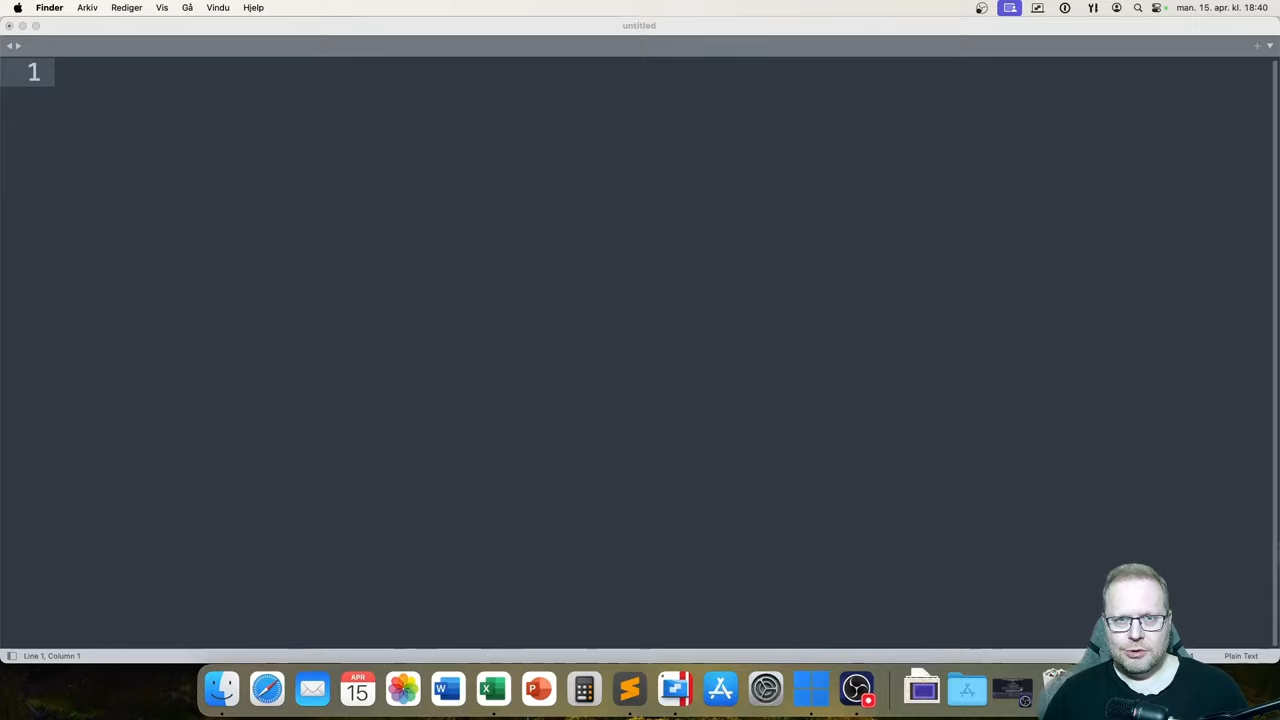 Finder Arkiv Rediger Vis Gå Vindu Hjelp man. 15. apr. kl. 18:40
untitled
1
Line 1, Column 1
Plain Text
APR
15